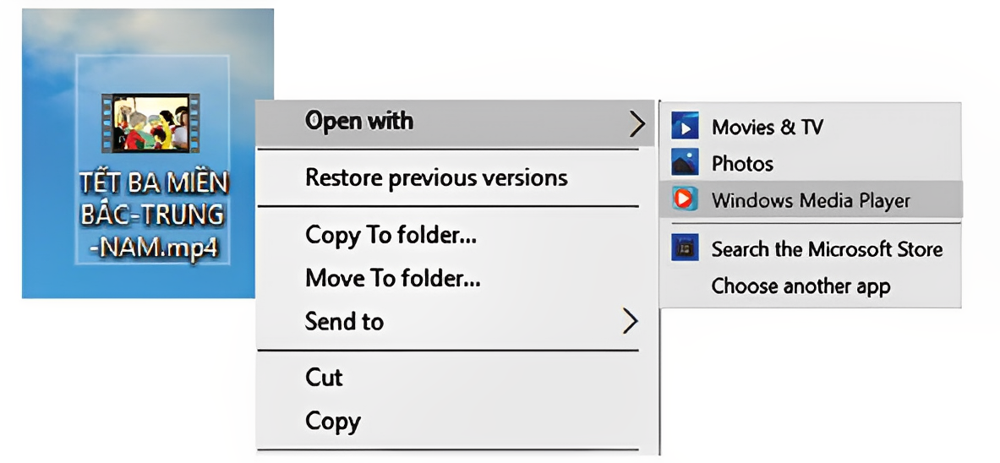 TẾT BA MIỀN
BẮC-TRUNG
-NAM.mp4
Open with
Restore previous versions
Copy To folder...
Move To folder...
Send to
Cut
Copy
Movies & TV
Photos
Windows Media Player
Search the Microsoft Store
Choose another app